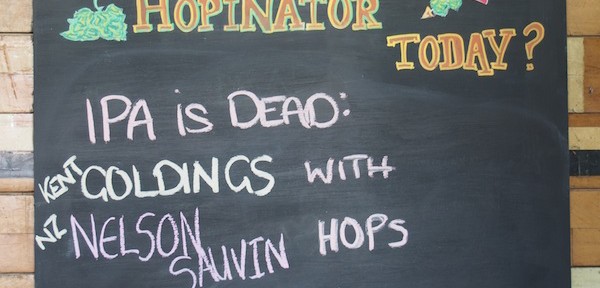 HOPINATOR
TODAY?
IPA is DEAD:
KENT GOLDINGS WITH
NZ NELSON SAUVIN HOPS